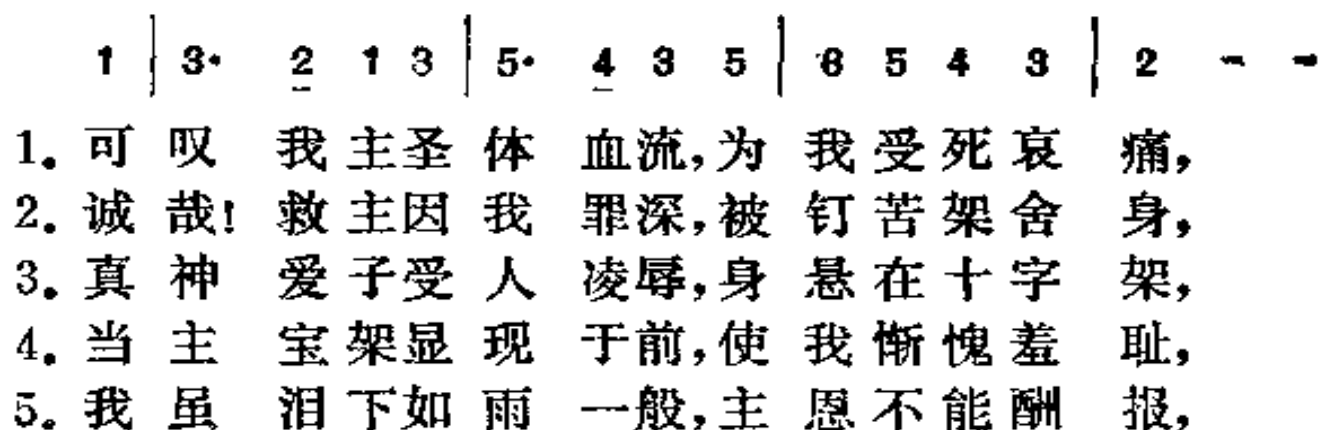 1 | 3· 2 1 3 | 5· 4 3 5 | 6 5 4 3 | 2 - -
1. 可叹 我主圣体 血流,为 我受死哀 痛,
2. 诚哉! 救主因我 罪深,被 钉苦架舍 身,
3. 真神 爱子受人 凌辱,身 悬在十字 架,
4. 当主 宝架显现 于前,使 我惭愧羞 耻,
5. 我虽 泪下如雨 一般,主 恩不能酬 报,